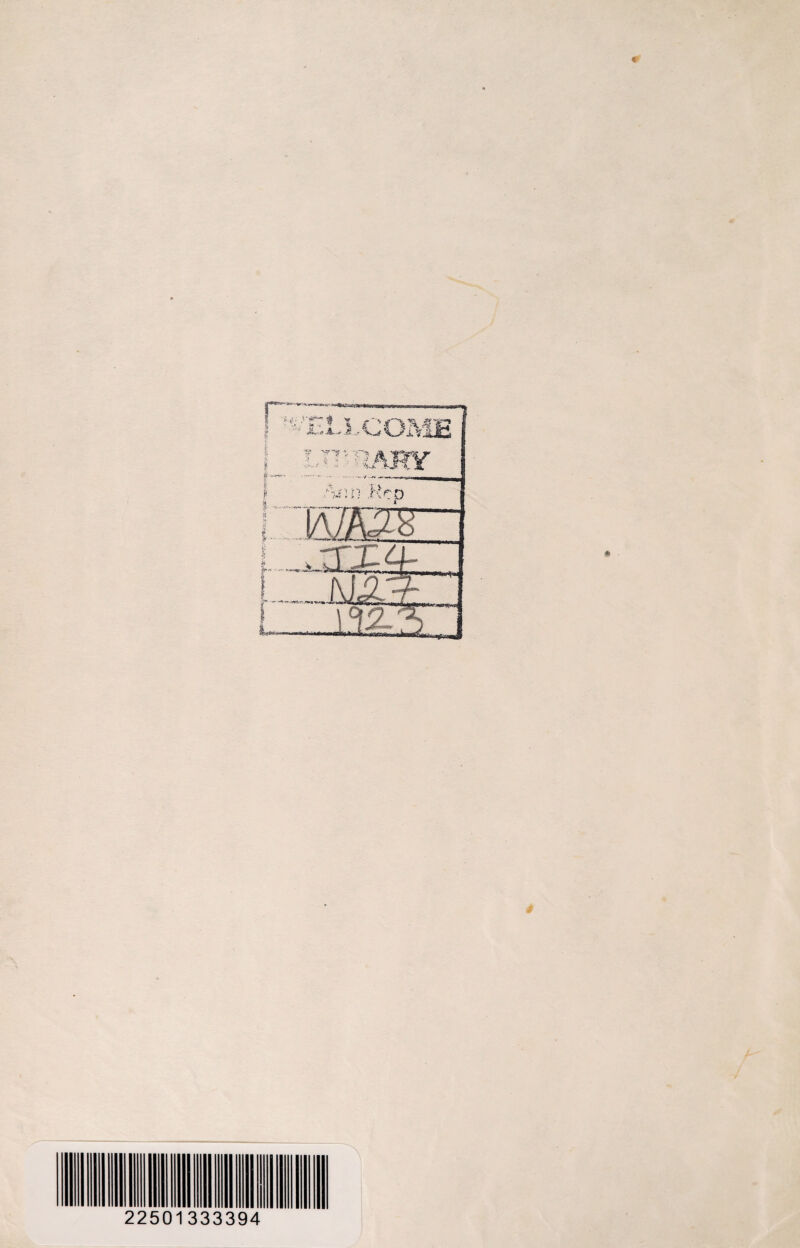 WELLCOME
LIBRARY
Ann Rep
WA28
.JI4
N27
1923
22501333394